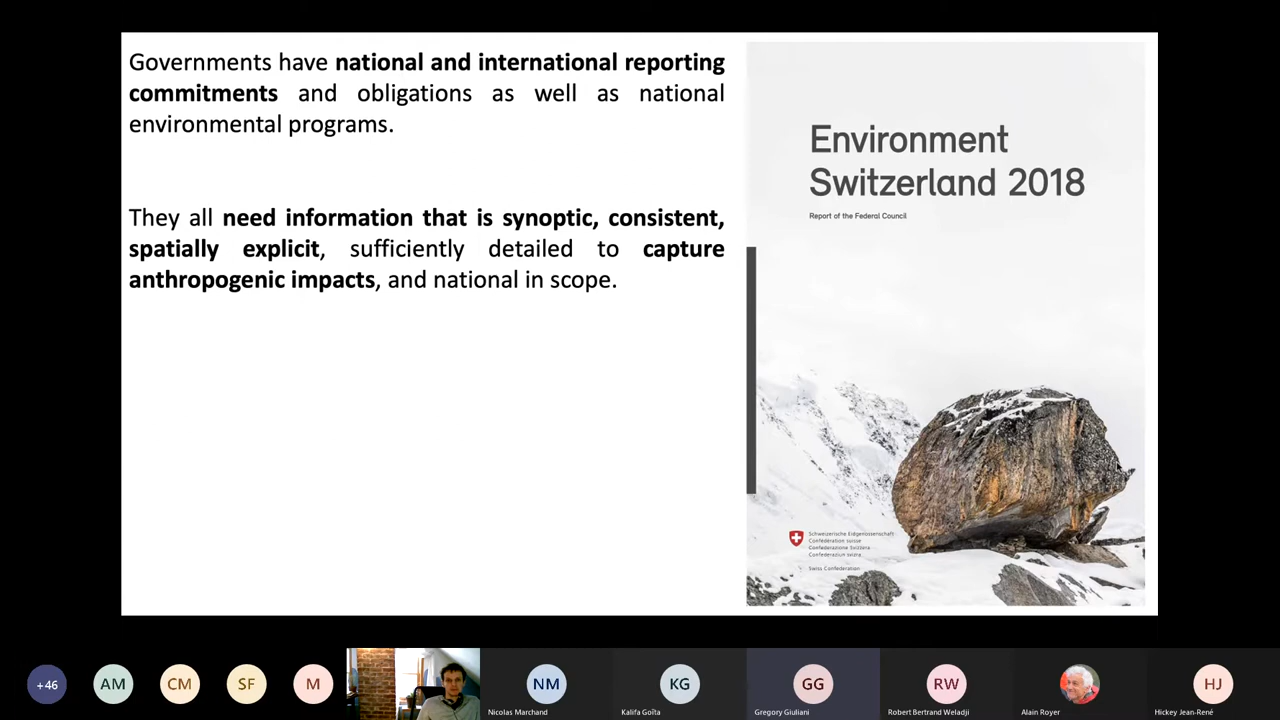 Governments have national and international reporting
commitments and obligations as well as national
environmental programs.
They all need information that is synoptic, consistent,
spatially explicit, sufficiently detailed to capture
anthropogenic impacts, and national in scope.
Environment
Switzerland 2018
Report of the Federal Council
Schweizerische Eidgenossenschaft
Confédération suisse
Confederazione Svizzera
Confederaziun svizra
Swiss Confederation
+46
AM
CM
SF
M
NM
Nicolas Marchand
KG
Kalifa Goïta
GG
Gregory Giuliani
RW
Robert Bertrand Weladji
Alain Royer
HJ
Hickey Jean-René